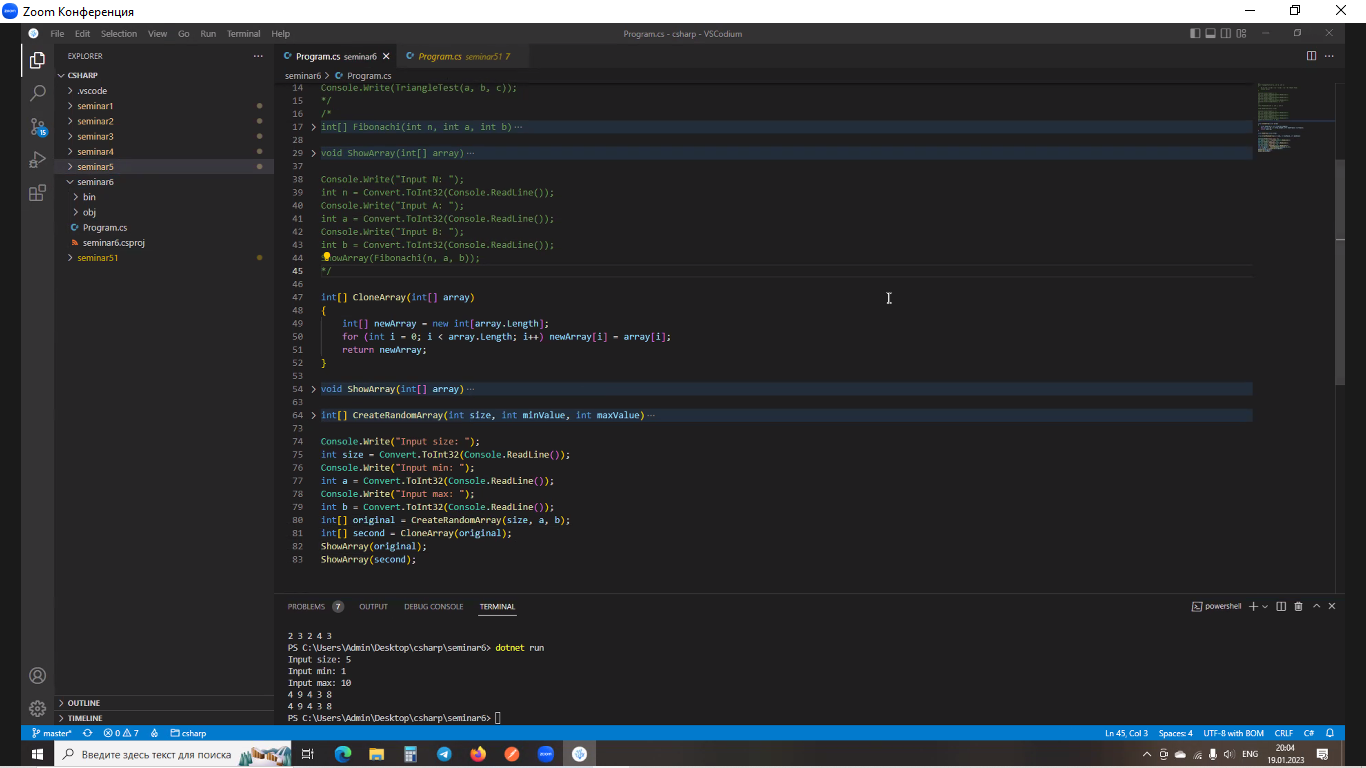 Zoom Конференция
File Edit Selection View Go Run Terminal Help
Program.cs - csharp - VSCodium
EXPLORER
Program.cs seminar6
Program.cs seminar51 7
CSHARP
seminar6 > Program.cs
.vscode
seminar1
seminar2
seminar3
seminar4
seminar5
seminar6
bin
obj
Program.cs
seminar6.csproj
seminar51
15
14 Console.Write(TriangleTest(a, b, c));
15 */
16 /*
17 int[] Fibonachi(int n, int a, int b) ···
28
29 void ShowArray(int[] array) ···
37
38 Console.Write("Input N: ");
39 int n = Convert.ToInt32(Console.ReadLine());
40 Console.Write("Input A: ");
41 int a = Convert.ToInt32(Console.ReadLine());
42 Console.Write("Input B: ");
43 int b = Convert.ToInt32(Console.ReadLine());
44 howArray(Fibonachi(n, a, b));
45 */
46
47 int[] CloneArray(int[] array)
48 {
49 int[] newArray = new int[array.Length];
50 for (int i = 0; i < array.Length; i++) newArray[i] = array[i];
51 return newArray;
52 }
53
54 void ShowArray(int[] array) ···
63
64 int[] CreateRandomArray(int size, int minValue, int maxValue) ···
73
74 Console.Write("Input size: ");
75 int size = Convert.ToInt32(Console.ReadLine());
76 Console.Write("Input min: ");
77 int a = Convert.ToInt32(Console.ReadLine());
78 Console.Write("Input max: ");
79 int b = Convert.ToInt32(Console.ReadLine());
80 int[] original = CreateRandomArray(size, a, b);
81 int[] second = CloneArray(original);
82 ShowArray(original);
83 ShowArray(second);
PROBLEMS 7 OUTPUT DEBUG CONSOLE TERMINAL
powershell
2 3 2 4 3
PS C:\Users\Admin\Desktop\csharp\seminar6> dotnet run
Input size: 5
Input min: 1
Input max: 10
4 9 4 3 8
4 9 4 3 8
PS C:\Users\Admin\Desktop\csharp\seminar6>
OUTLINE
TIMELINE
master* 0 7 csharp
Ln 45, Col 3 Spaces: 4 UTF-8 with BOM CRLF C#
Введите здесь текст для поиска
zoom
ENG
20:04
19.01.2023